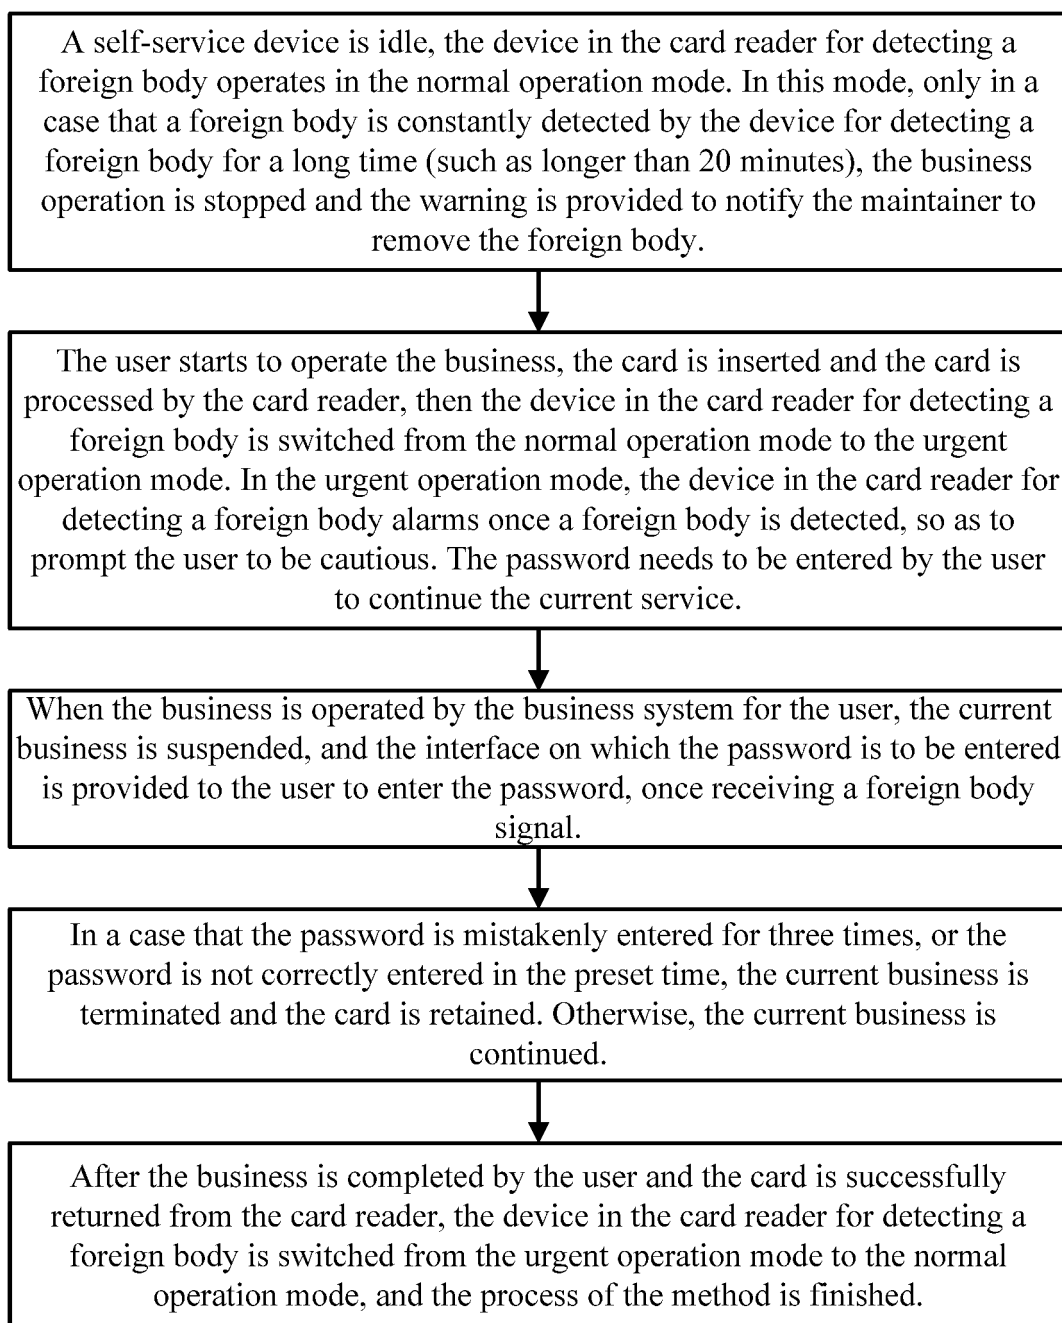 A self-service device is idle, the device in the card reader for detecting a
foreign body operates in the normal operation mode. In this mode, only in a
case that a foreign body is constantly detected by the device for detecting a
foreign body for a long time (such as longer than 20 minutes), the business
operation is stopped and the warning is provided to notify the maintainer to
remove the foreign body.
The user starts to operate the business, the card is inserted and the card is
processed by the card reader, then the device in the card reader for detecting a
foreign body is switched from the normal operation mode to the urgent
operation mode. In the urgent operation mode, the device in the card reader for
detecting a foreign body alarms once a foreign body is detected, so as to
prompt the user to be cautious. The password needs to be entered by the user
to continue the current service.
When the business is operated by the business system for the user, the current
business is suspended, and the interface on which the password is to be entered
is provided to the user to enter the password, once receiving a foreign body
signal.
In a case that the password is mistakenly entered for three times, or the
password is not correctly entered in the preset time, the current business is
terminated and the card is retained. Otherwise, the current business is
continued.
After the business is completed by the user and the card is successfully
returned from the card reader, the device in the card reader for detecting a
foreign body is switched from the urgent operation mode to the normal
operation mode, and the process of the method is finished.